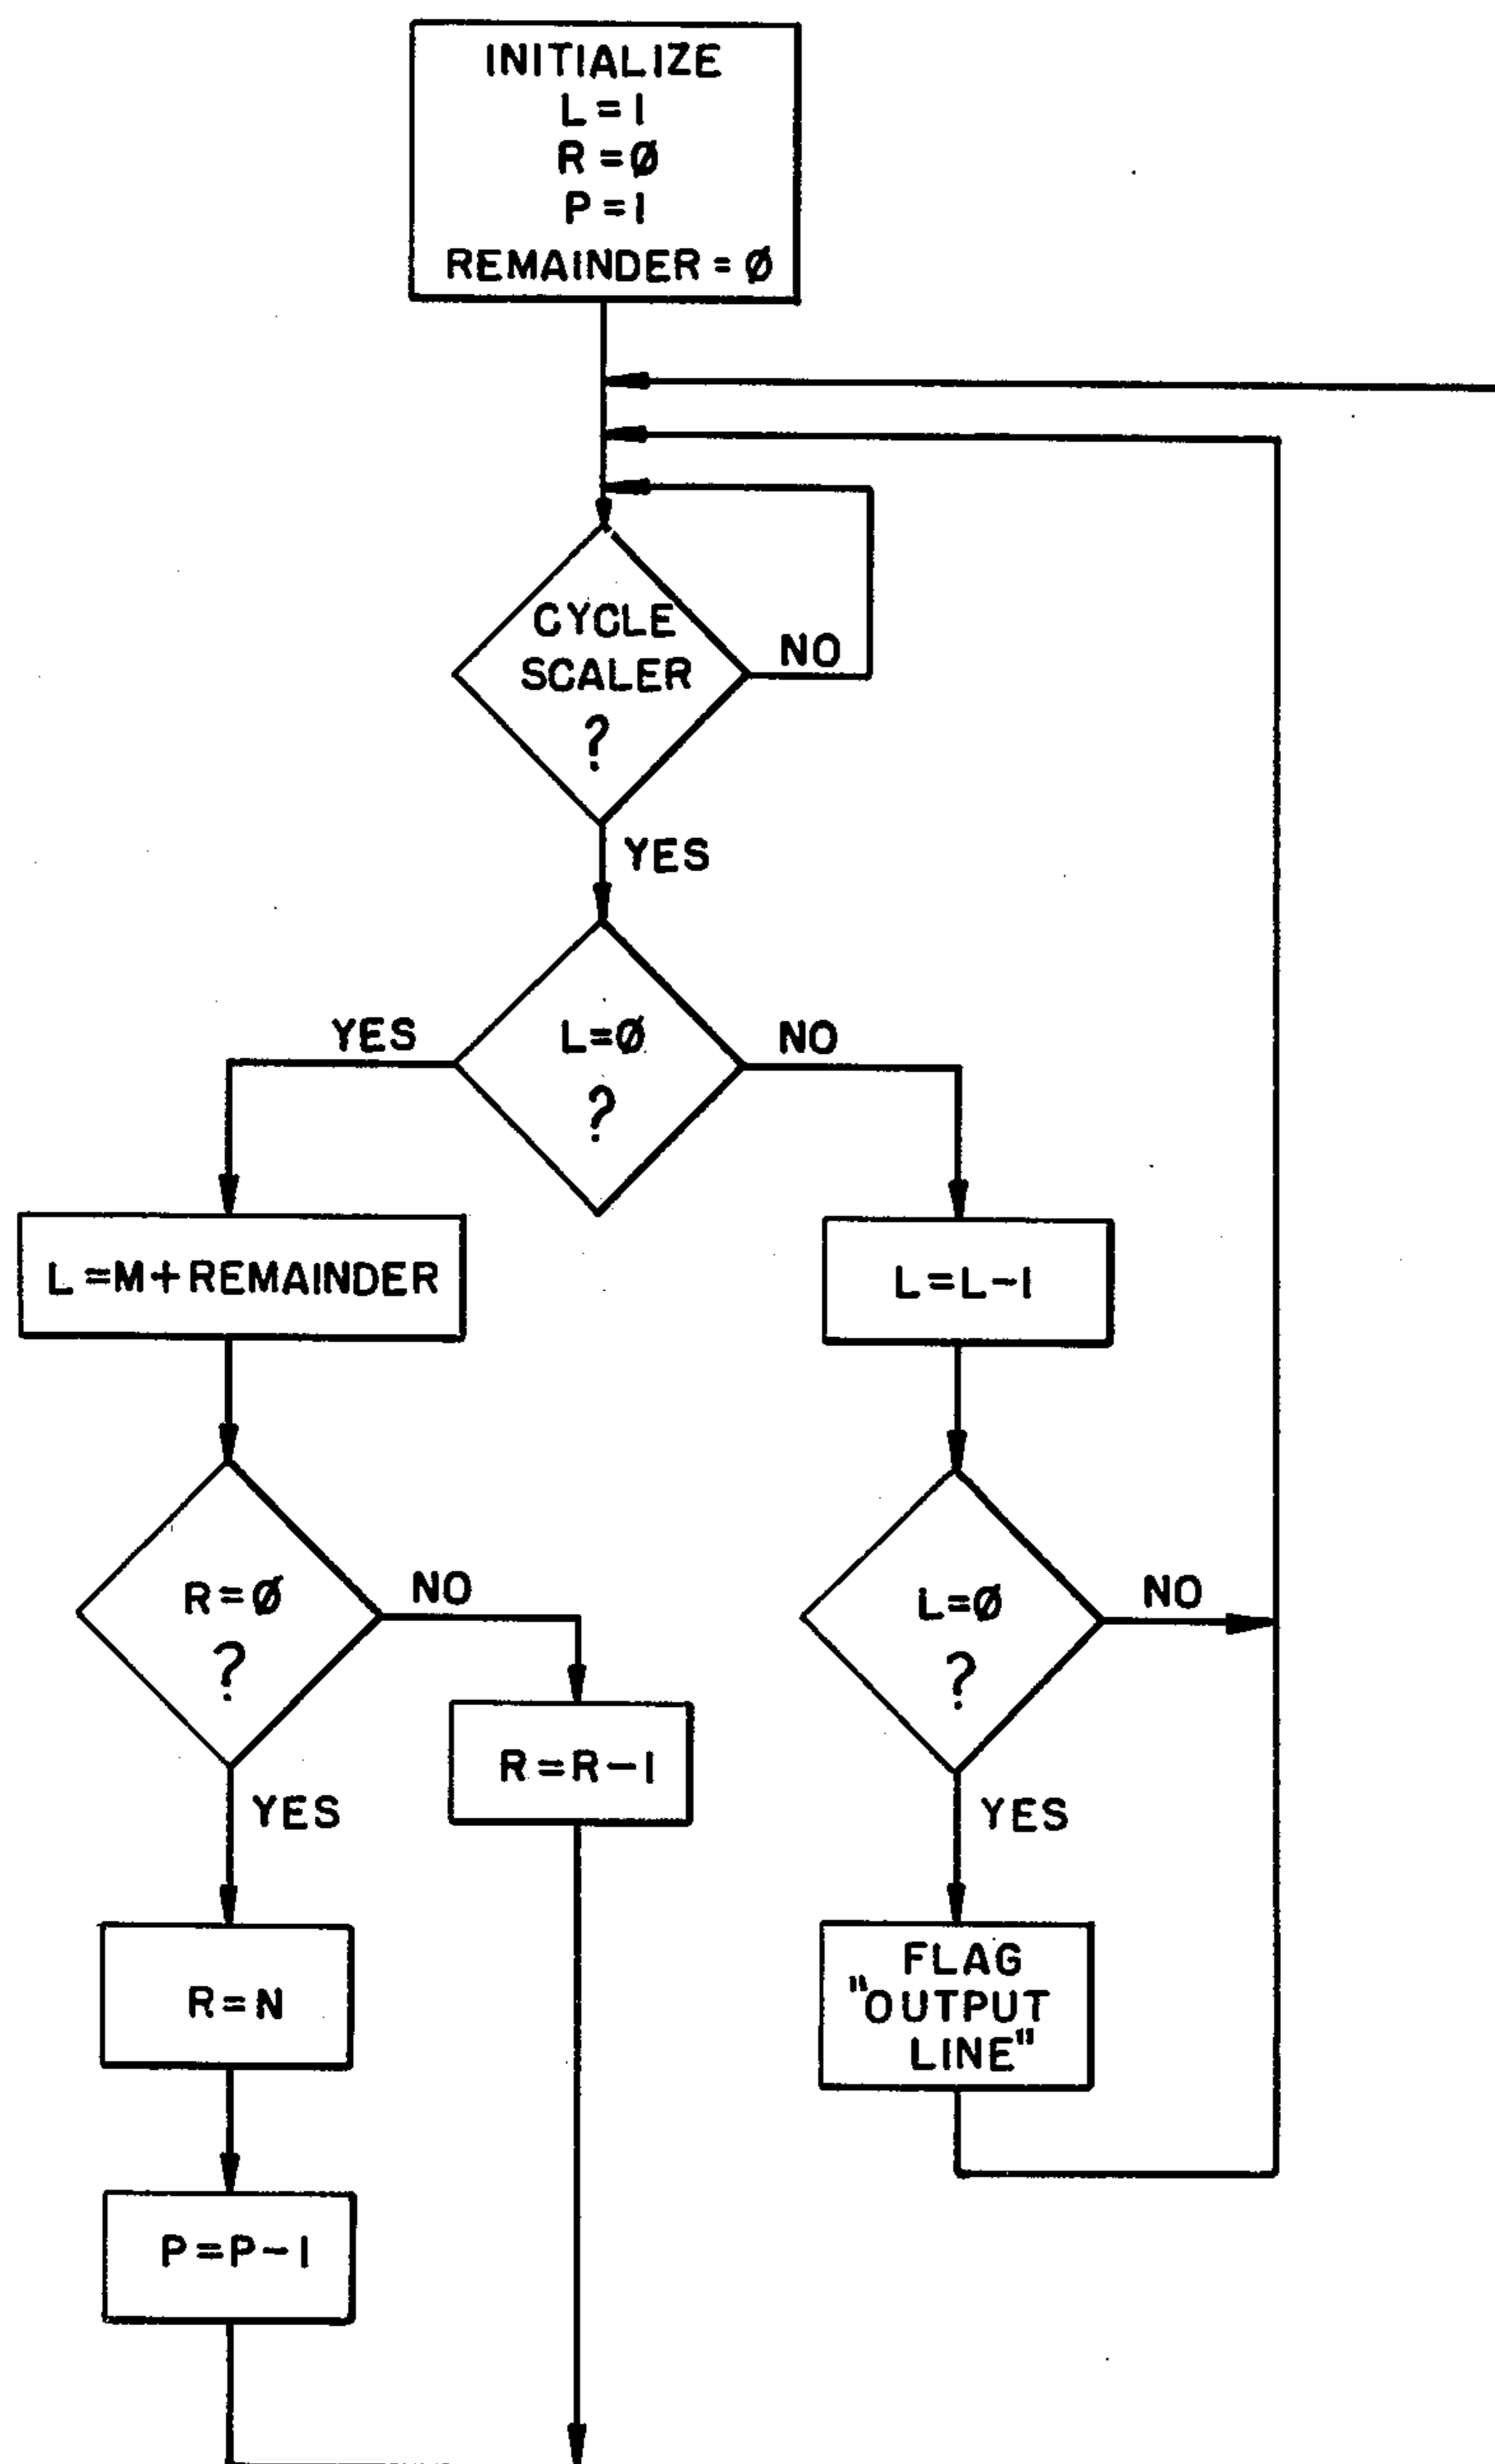 INITIALIZE
L=1
R=Ø
P=1
REMAINDER=Ø
CYCLE
SCALER
?
NO
YES
L=Ø
?
YES
NO
L=M+REMAINDER
L=L-1
R=Ø
?
NO
YES
R=R-1
L=Ø
?
NO
YES
R=N
FLAG
"OUTPUT
LINE"
P=P-1